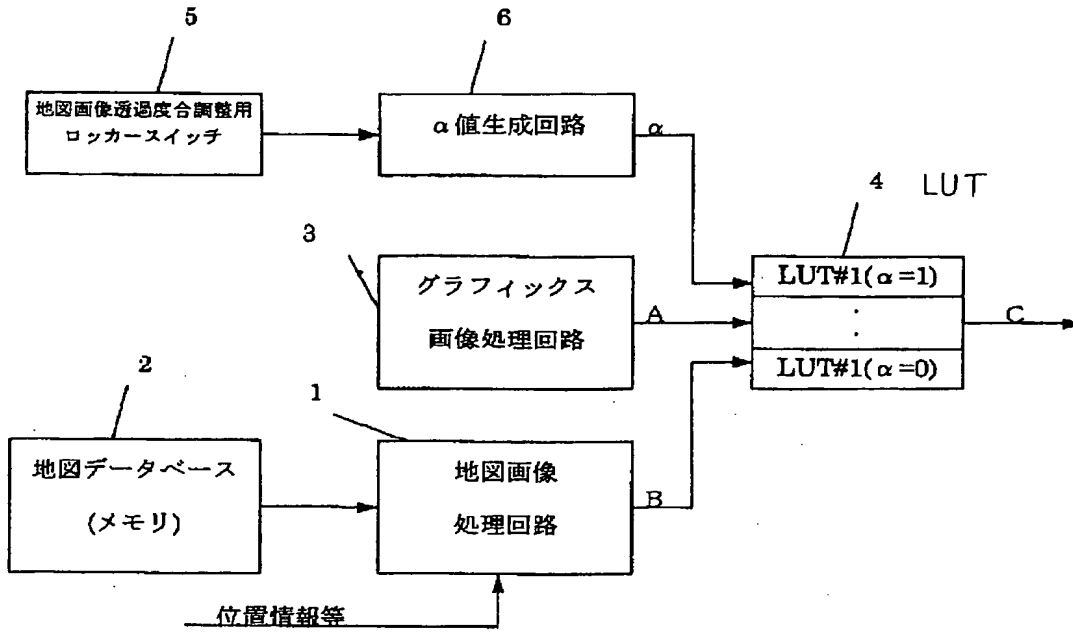 5
6
地図画像透過度合調整用
ロッカースイッチ
α値生成回路
α
4 LUT
3
グラフィックス
画像処理回路
A
LUT#1(α=1)
:
LUT#1(α=0)
C
2
1
地図データベース
(メモリ)
地図画像
処理回路
B
位置情報等